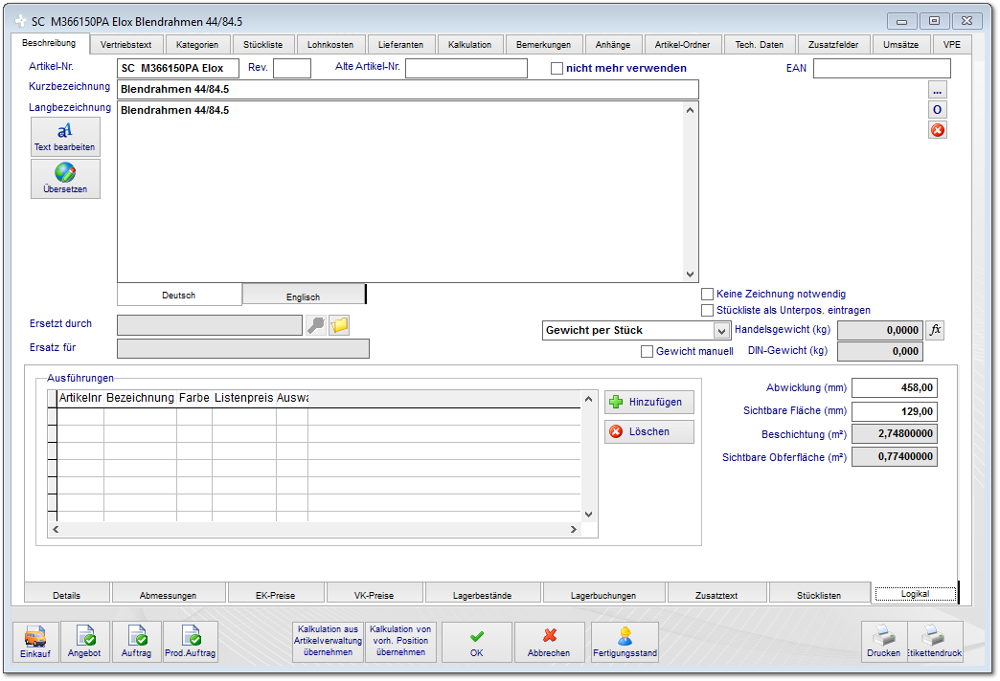 SC  M366150PA Elox Blendrahmen 44/84.5
Beschreibung
Vertriebstext
Kategorien
Stückliste
Lohnkosten
Lieferanten
Kalkulation
Bemerkungen
Anhänge
Artikel-Ordner
Tech. Daten
Zusatzfelder
Umsätze
VPE
Artikel-Nr.
SC  M366150PA Elox
Rev.
Alte Artikel-Nr.
nicht mehr verwenden
EAN
Kurzbezeichnung
Blendrahmen 44/84.5
...
Langbezeichnung
Blendrahmen 44/84.5
O
Text bearbeiten
Übersetzen
Deutsch
Englisch
Keine Zeichnung notwendig
Stückliste als Unterpos. eintragen
Ersetzt durch
Gewicht per Stück
Handelsgewicht (kg)
0,0000
fx
Ersatz für
Gewicht manuell
DIN-Gewicht (kg)
0,000
Ausführungen
Artikelnr
Bezeichnung
Farbe
Listenpreis
Auswa
Hinzufügen
Löschen
Abwicklung (mm)
458,00
Sichtbare Fläche (mm)
129,00
Beschichtung (m²)
2,74800000
Sichtbare Obferfläche (m²)
0,77400000
Details
Abmessungen
EK-Preise
VK-Preise
Lagerbestände
Lagerbuchungen
Zusatztext
Stücklisten
Logikal
Einkauf
Angebot
Auftrag
Prod.Auftrag
Kalkulation aus
Artikelverwaltung
übernehmen
Kalkulation von
vorh. Position
übernehmen
OK
Abbrechen
Fertigungsstand
Drucken
Etikettendruck